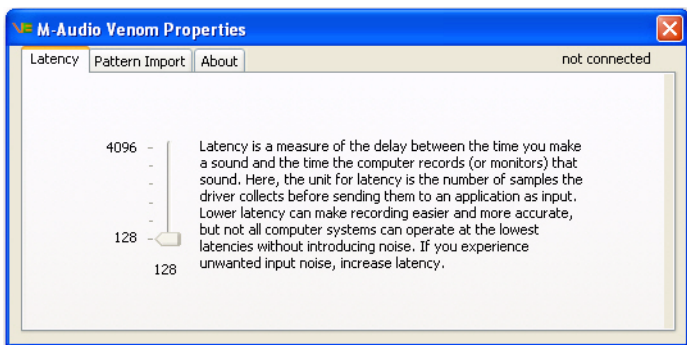 M-Audio Venom Properties
Latency Pattern Import About not connected
4096
Latency is a measure of the delay between the time you make
a sound and the time the computer records (or monitors) that
sound. Here, the unit for latency is the number of samples the
driver collects before sending them to an application as input.
Lower latency can make recording easier and more accurate,
but not all computer systems can operate at the lowest
latencies without introducing noise. If you experience
unwanted input noise, increase latency.
128
128